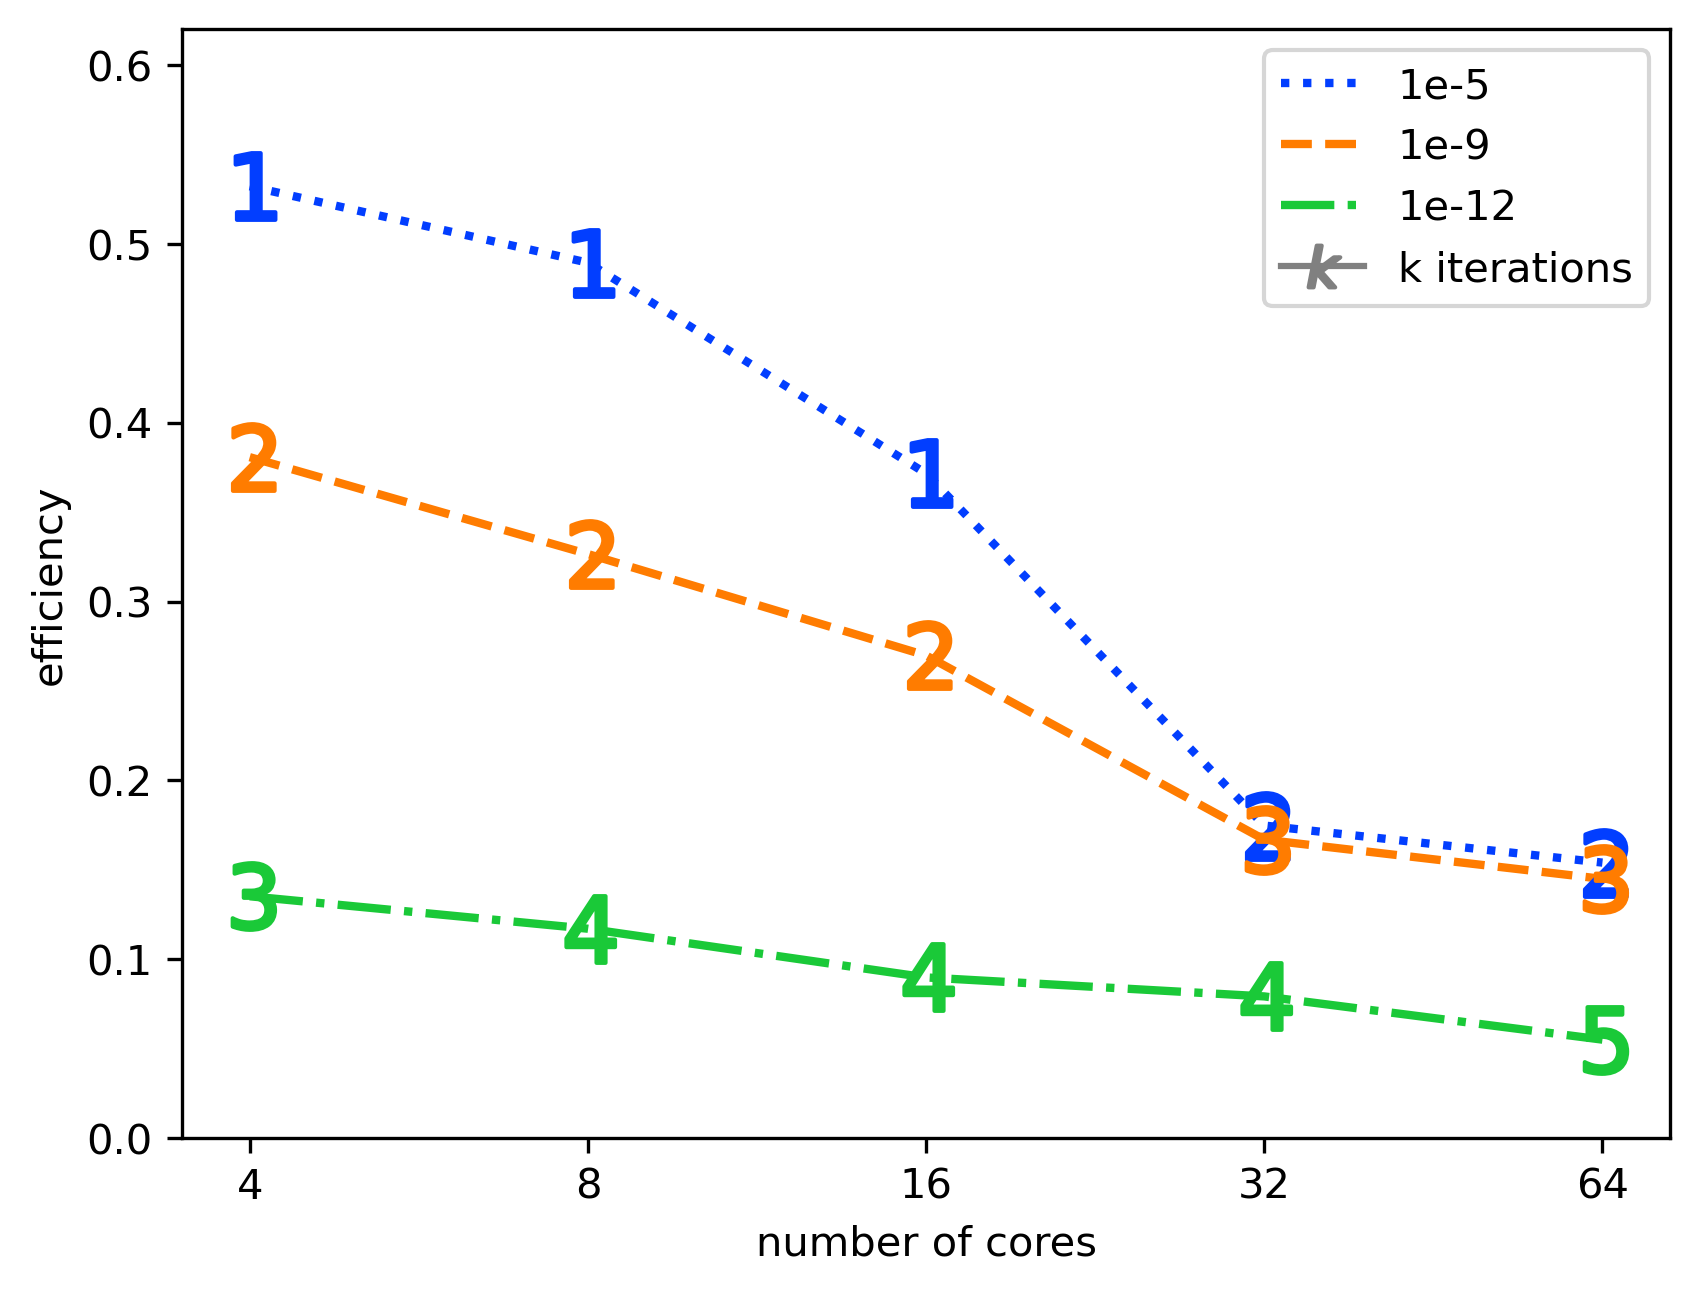 0.6
0.5
0.4
0.3
0.2
0.1
0.0
efficiency
4 8 16 32 64
number of cores
1e-5
1e-9
1e-12
k k iterations
1 1 1 2 2
2 2 2 3 3
3 4 4 4 5